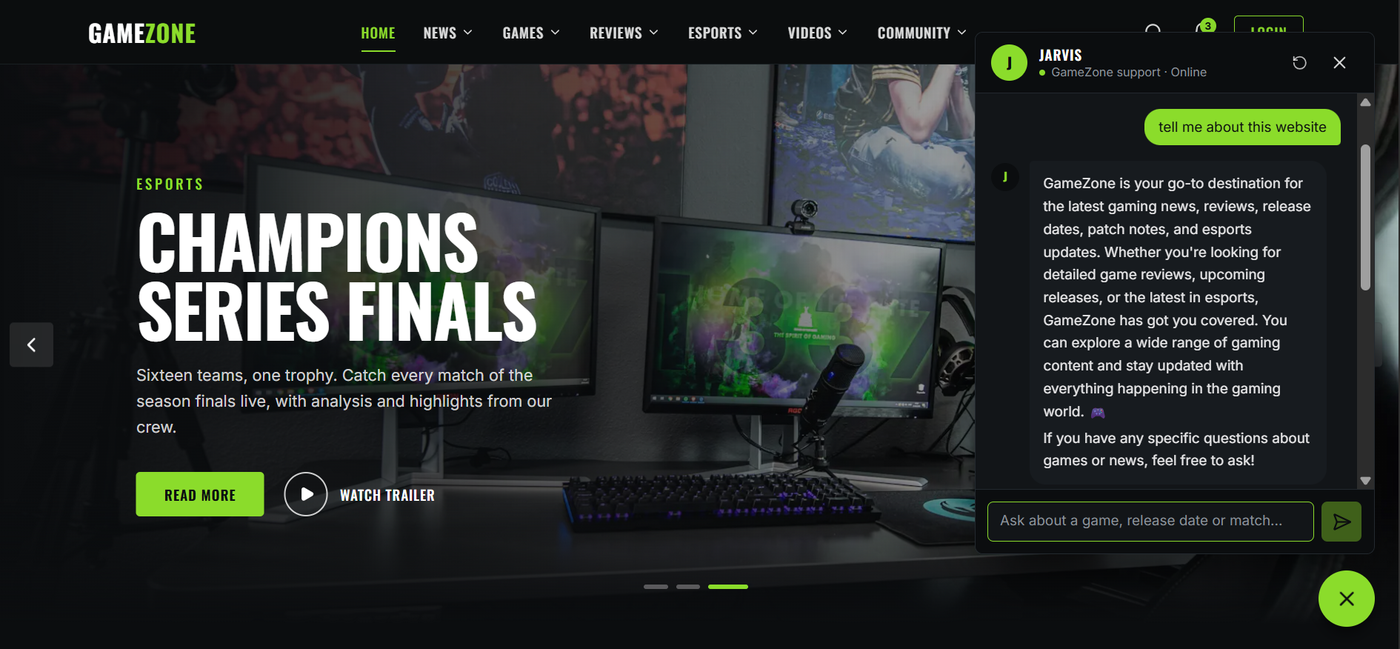 GAMEZONE
HOME
NEWS
GAMES
REVIEWS
ESPORTS
VIDEOS
COMMUNITY
3
ESPORTS
CHAMPIONS
SERIES FINALS
Sixteen teams, one trophy. Catch every match of the
season finals live, with analysis and highlights from our
crew.
READ MORE
WATCH TRAILER
J
JARVIS
GameZone support · Online
tell me about this website
J
GameZone is your go-to destination for
the latest gaming news, reviews, release
dates, patch notes, and esports
updates. Whether you're looking for
detailed game reviews, upcoming
releases, or the latest in esports,
GameZone has got you covered. You
can explore a wide range of gaming
content and stay updated with
everything happening in the gaming
world. 🎮
If you have any specific questions about
games or news, feel free to ask!
Ask about a game, release date or match...